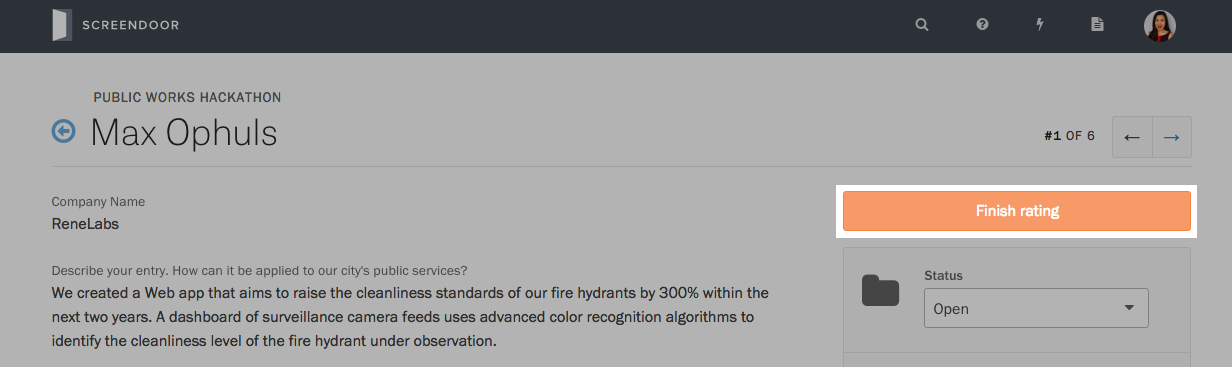 SCREENDOOR
PUBLIC WORKS HACKATHON
Max Ophuls
#1 OF 6
Company Name
ReneLabs
Finish rating
Describe your entry. How can it be applied to our city's public services?
We created a Web app that aims to raise the cleanliness standards of our fire hydrants by 300% within the
next two years. A dashboard of surveillance camera feeds uses advanced color recognition algorithms to
identify the cleanliness level of the fire hydrant under observation.
Status
Open